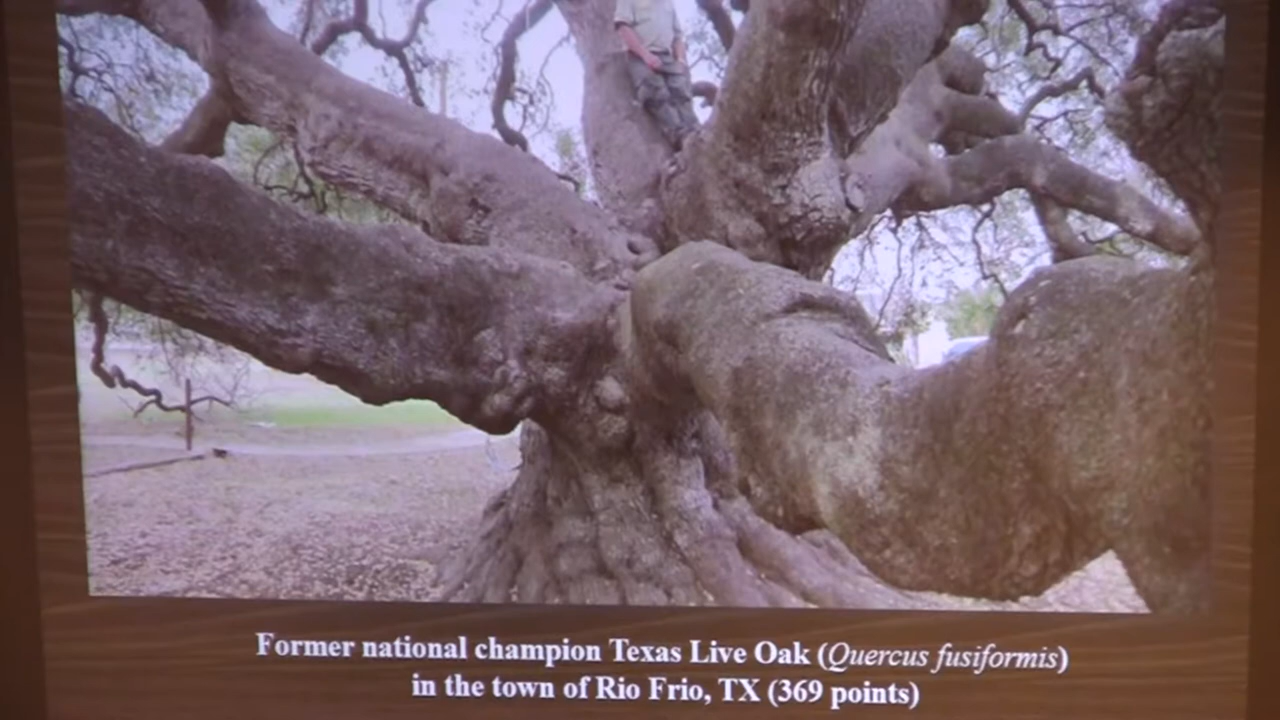 Former national champion Texas Live Oak (Quercus fusiformis)
in the town of Rio Frio, TX (369 points)